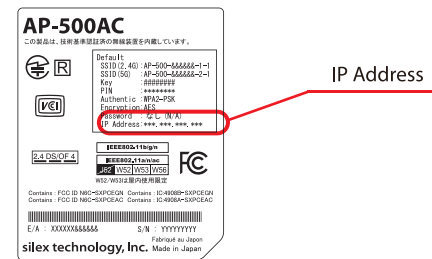 AP-500AC
この製品は、技術基準認証済の無線装置を内蔵しています。
R
VCI
Default
SSID(2.4G):AP-500-&&&&&&-1-1
SSID(5G) :AP-500-&&&&&&-2-1
Key :########
PIN :********
Authentic :WPA2-PSK
Encryption:AES
Password :なし(N/A)
IP Address:***.***.***.***
IP Address
2.4 DS/OF 4
IEEE802.11b/g/n
IEEE802.11a/n/ac
J52 W52 W53 W56
W52/W53は屋内使用限定
FC
Contains : FCC ID N6C-SXPCEGN Contains : IC:4908B-SXPCEGN
Contains : FCC ID N6C-SXPCEAC Contains : IC:4908A-SXPCEAC
E/A : XXXXXX&&&&&& S/N : YYYYYYYYY
silex technology, Inc.
Fabriqué au Japon
Made in Japan